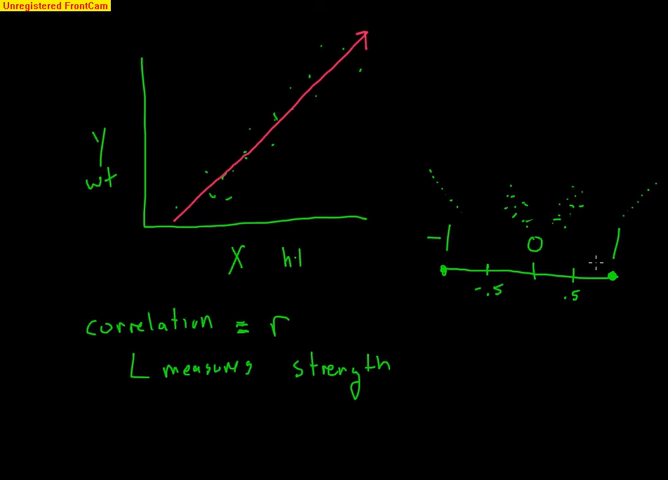 Unregistered FrontCam
Y
wt
X ht
-1 0 1
-.5 .5
correlation = r
L measures strength